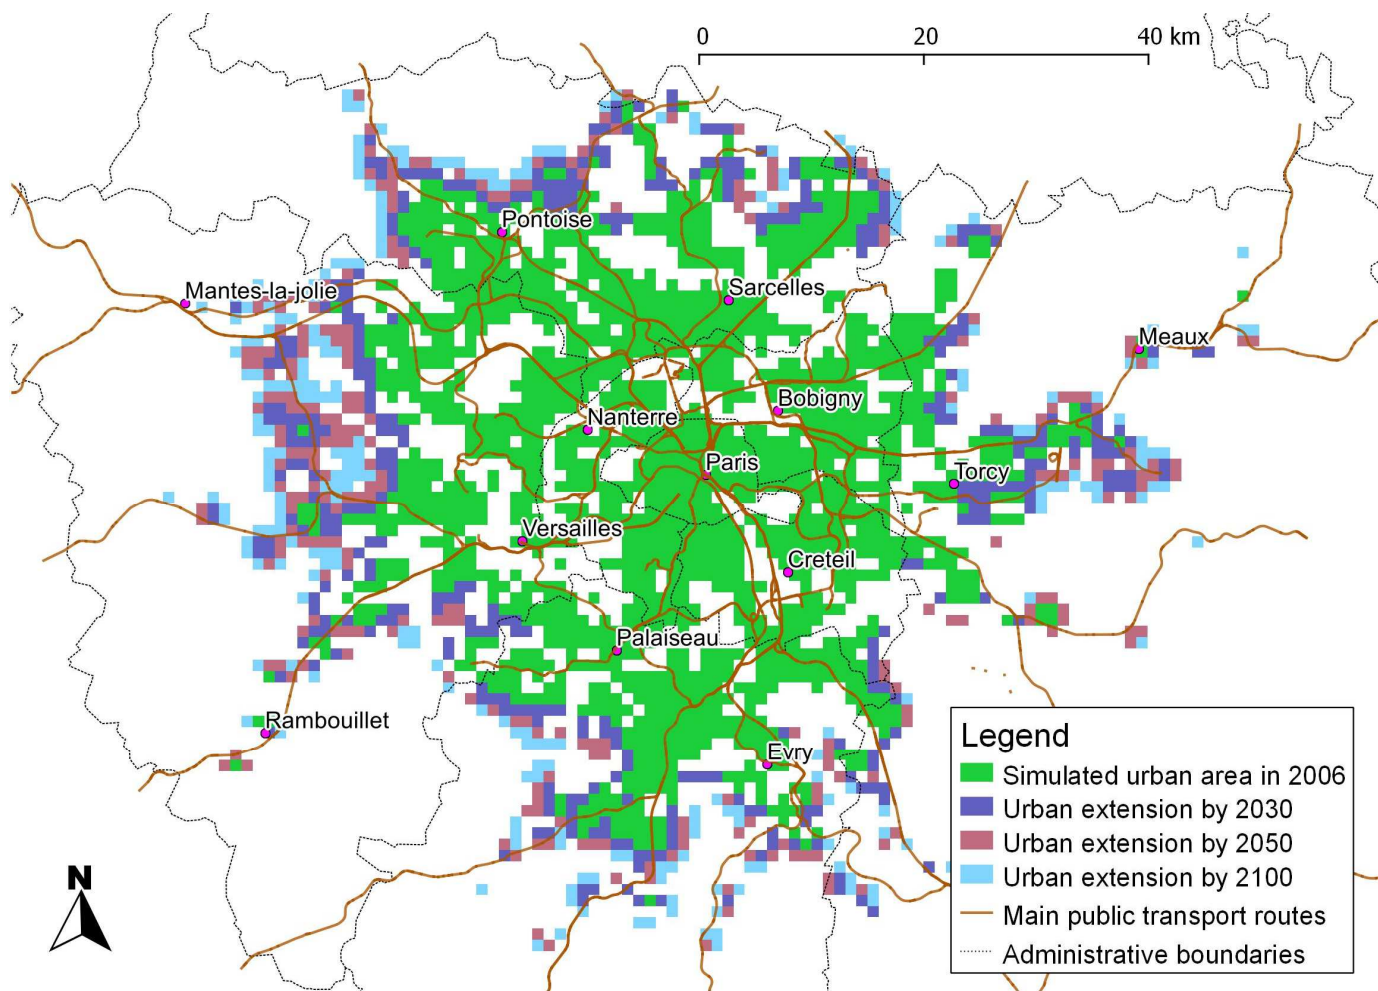 0 20 40 km
Pontoise
Mantes-la-jolie
Sarcelles
Meaux
Bobigny
Nanterre
Paris
Torcy
Versailles
Creteil
Palaiseau
Rambouillet
Evry
N
Legend
Simulated urban area in 2006
Urban extension by 2030
Urban extension by 2050
Urban extension by 2100
Main public transport routes
Administrative boundaries